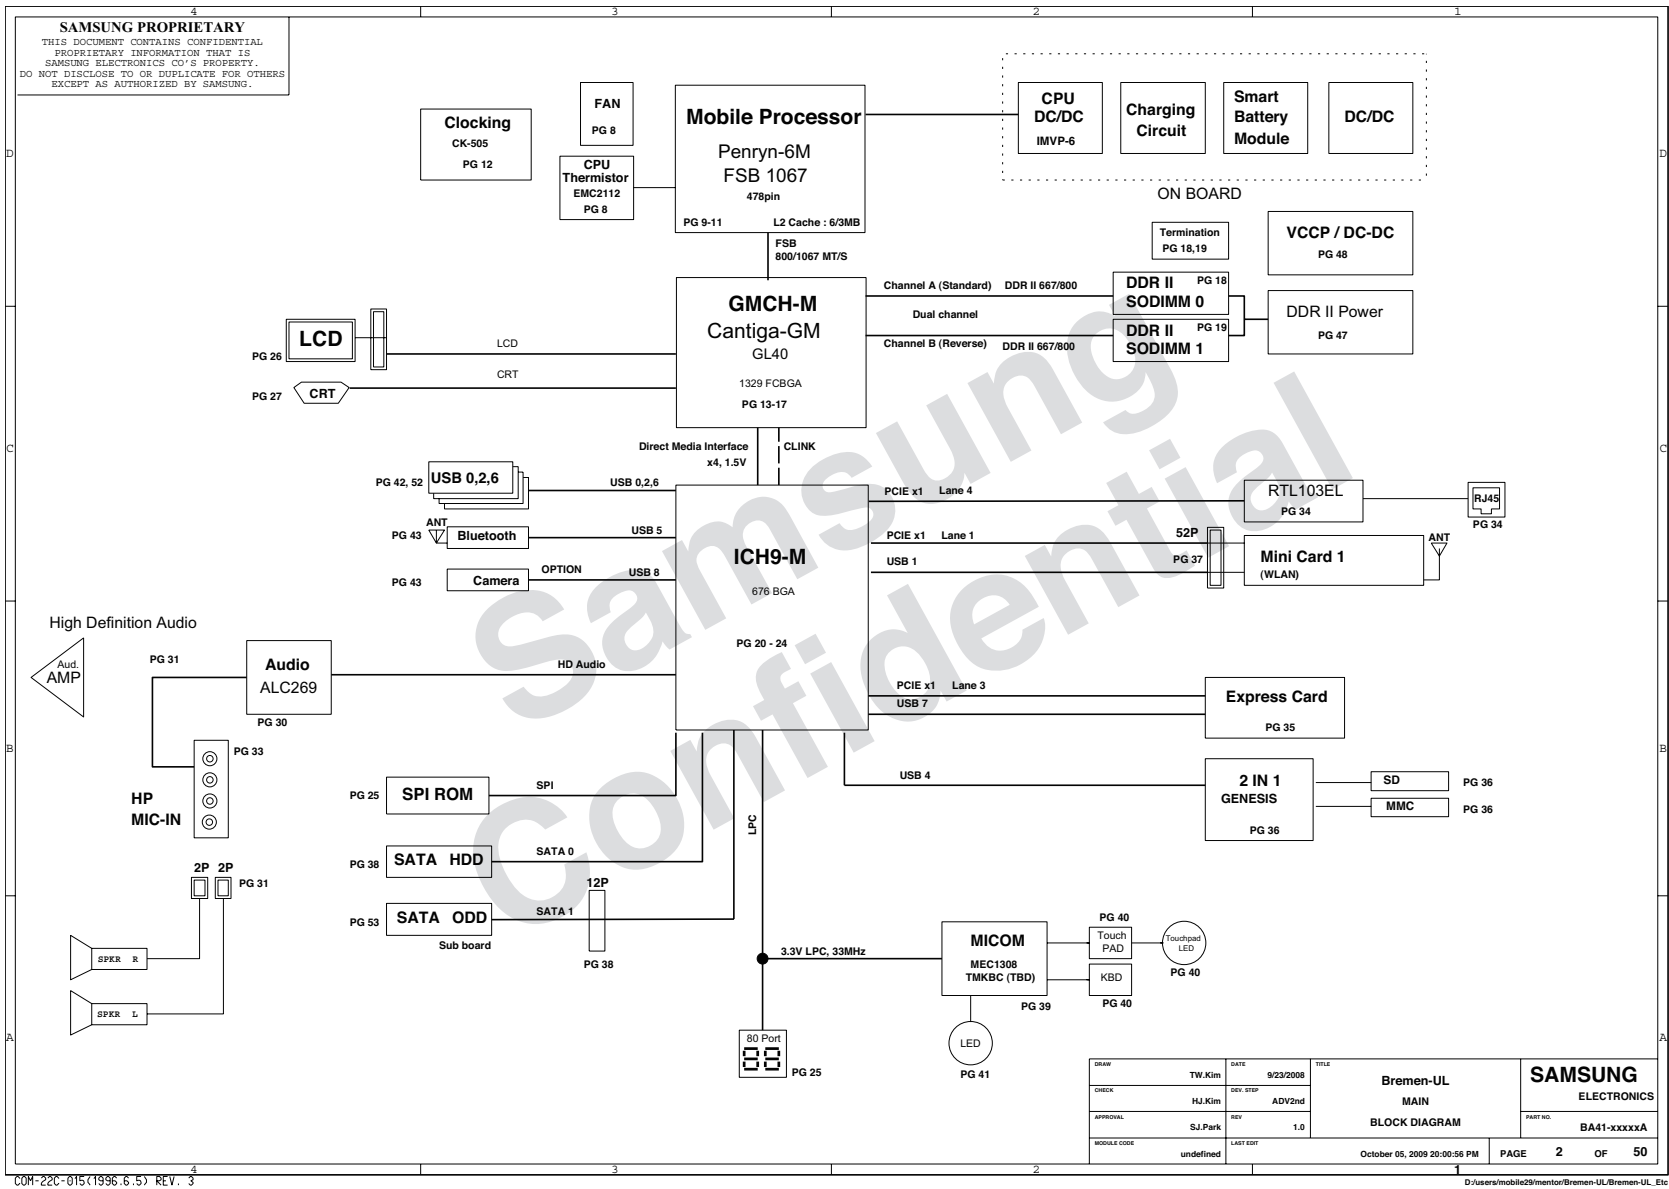 4 3 2 1
SAMSUNG PROPRIETARY
THIS DOCUMENT CONTAINS CONFIDENTIAL
PROPRIETARY INFORMATION THAT IS
SAMSUNG ELECTRONICS CO'S PROPERTY.
DO NOT DISCLOSE TO OR DUPLICATE FOR OTHERS
EXCEPT AS AUTHORIZED BY SAMSUNG.
D
D
Clocking
CK-505
PG 12
FAN
PG 8
CPU
Thermistor
EMC2112
PG 8
Mobile Processor
Penryn-6M
FSB 1067
478pin
PG 9-11 L2 Cache : 6/3MB
CPU
DC/DC
IMVP-6
Charging
Circuit
Smart
Battery
Module
DC/DC
ON BOARD
FSB
800/1067 MT/S
Termination
PG 18,19
VCCP / DC-DC
PG 48
GMCH-M
Cantiga-GM
GL40
1329 FCBGA
PG 13-17
Channel A (Standard) DDR II 667/800
Dual channel
Channel B (Reverse) DDR II 667/800
DDR II PG 18
SODIMM 0
DDR II PG 19
SODIMM 1
DDR II Power
PG 47
LCD
PG 26
LCD
CRT
PG 27
CRT
C
C
Direct Media Interface
x4, 1.5V
CLINK
PG 42, 52
USB 0,2,6
USB 0,2,6
ANT
PG 43
Bluetooth
USB 5
PG 43
Camera
OPTION
USB 8
ICH9-M
676 BGA
PG 20 - 24
PCIE x1 Lane 4
RTL103EL
PG 34
RJ45
PG 34
PCIE x1 Lane 1
USB 1
52P
PG 37
Mini Card 1
(WLAN)
ANT
Samsung
Confidential
High Definition Audio
Aud.
AMP
PG 31
Audio
ALC269
PG 30
HD Audio
PCIE x1 Lane 3
USB 7
Express Card
PG 35
B
B
PG 33
HP
MIC-IN
PG 25
SPI ROM
SPI
USB 4
2 IN 1
GENESIS
PG 36
SD
PG 36
MMC
PG 36
LPC
PG 38
SATA HDD
SATA 0
2P 2P
PG 31
12P
PG 53
SATA ODD
SATA 1
Sub board
PG 38
SPKR R
SPKR L
3.3V LPC, 33MHz
MICOM
MEC1308
TMKBC (TBD)
PG 39
PG 40
Touch
PAD
Touchpad
LED
PG 40
KBD
PG 40
LED
PG 41
80 Port
88
PG 25
A
A
DRAW
TW.Kim
DATE
9/23/2008
TITLE
Bremen-UL
MAIN
BLOCK DIAGRAM
SAMSUNG
ELECTRONICS
CHECK
HJ.Kim
DEV. STEP
ADV2nd
APPROVAL
SJ.Park
REV
1.0
PART NO.
BA41-xxxxxA
MODULE CODE
undefined
LAST EDIT
October 05, 2009 20:00:56 PM
PAGE 2 OF 50
4 3 2 1
COM-22C-015(1996.6.5) REV. 3
D:/users/mobile29/mentor/Bremen-UL/Bremen-UL_Etc